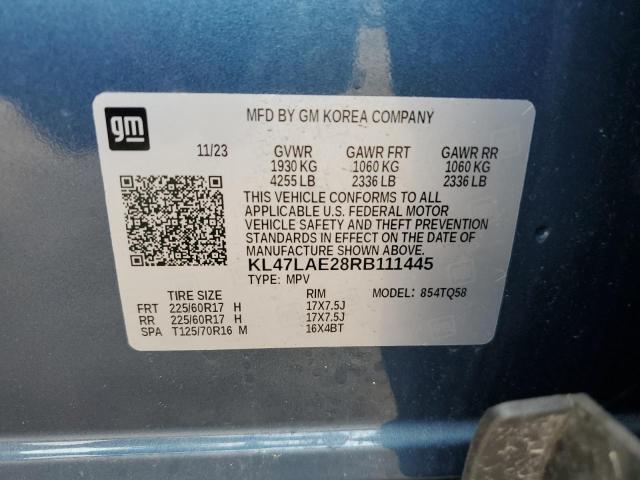 gm
MFD BY GM KOREA COMPANY
11/23 GVWR GAWR FRT GAWR RR
1930 KG 1060 KG 1060 KG
4255 LB 2336 LB 2336 LB
THIS VEHICLE CONFORMS TO ALL
APPLICABLE U.S. FEDERAL MOTOR
VEHICLE SAFETY AND THEFT PREVENTION
STANDARDS IN EFFECT ON THE DATE OF
MANUFACTURE SHOWN ABOVE.
KL47LAE28RB111445
TYPE: MPV MODEL: 854TQ58
TIRE SIZE RIM
FRT 225/60R17 H 17X7.5J
RR 225/60R17 H 17X7.5J
SPA T125/70R16 M 16X4BT